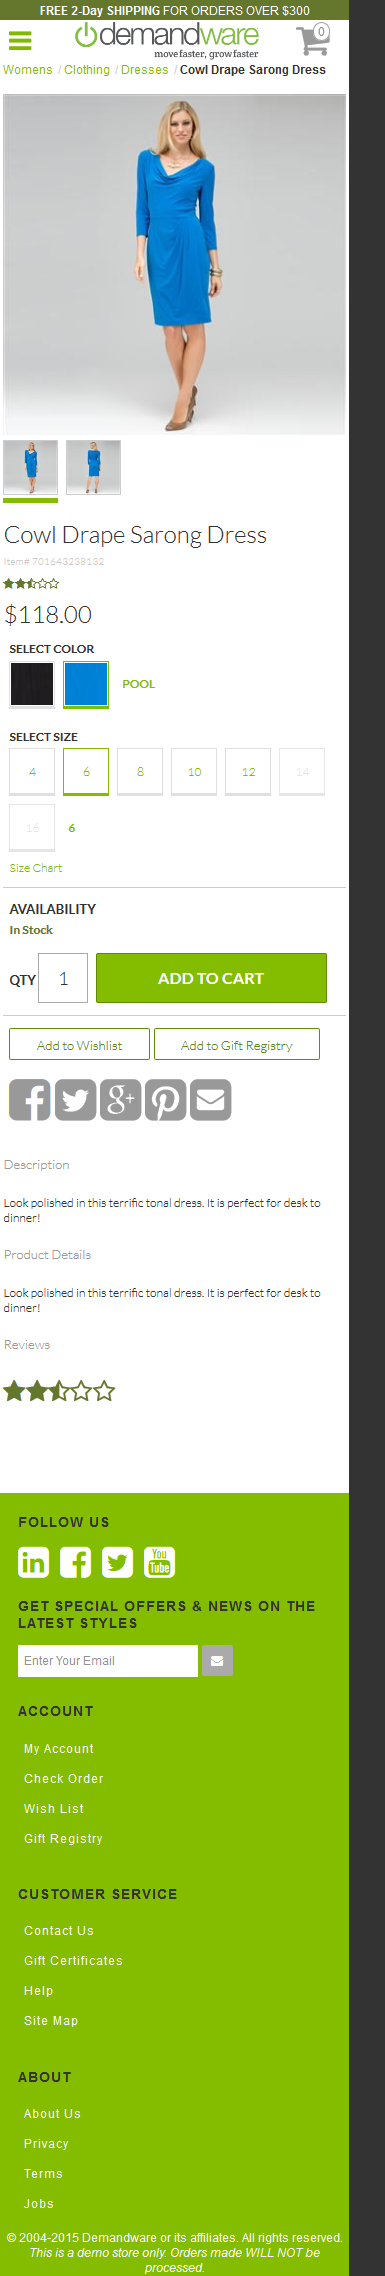 FREE 2-Day SHIPPING FOR ORDERS OVER $300
demandware
move faster, grow faster
0
Womens / Clothing / Dresses / Cowl Drape Sarong Dress
Cowl Drape Sarong Dress
Item# 701643238132
$118.00
SELECT COLOR
POOL
SELECT SIZE
4 6 8 10 12 14
16 6
Size Chart
AVAILABILITY
In Stock
QTY 1 ADD TO CART
Add to Wishlist Add to Gift Registry
Description
Look polished in this terrific tonal dress. It is perfect for desk to
dinner!
Product Details
Look polished in this terrific tonal dress. It is perfect for desk to
dinner!
Reviews
FOLLOW US
You
Tube
GET SPECIAL OFFERS & NEWS ON THE
LATEST STYLES
Enter Your Email
ACCOUNT
My Account
Check Order
Wish List
Gift Registry
CUSTOMER SERVICE
Contact Us
Gift Certificates
Help
Site Map
ABOUT
About Us
Privacy
Terms
Jobs
© 2004-2015 Demandware or its affiliates. All rights reserved.
This is a demo store only. Orders made WILL NOT be
processed.